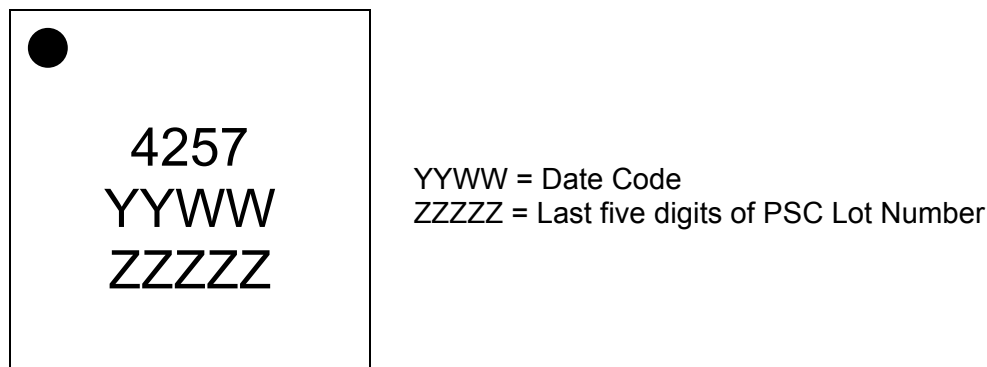 4257
YYWW
ZZZZZ
YYWW = Date Code
ZZZZZ = Last five digits of PSC Lot Number